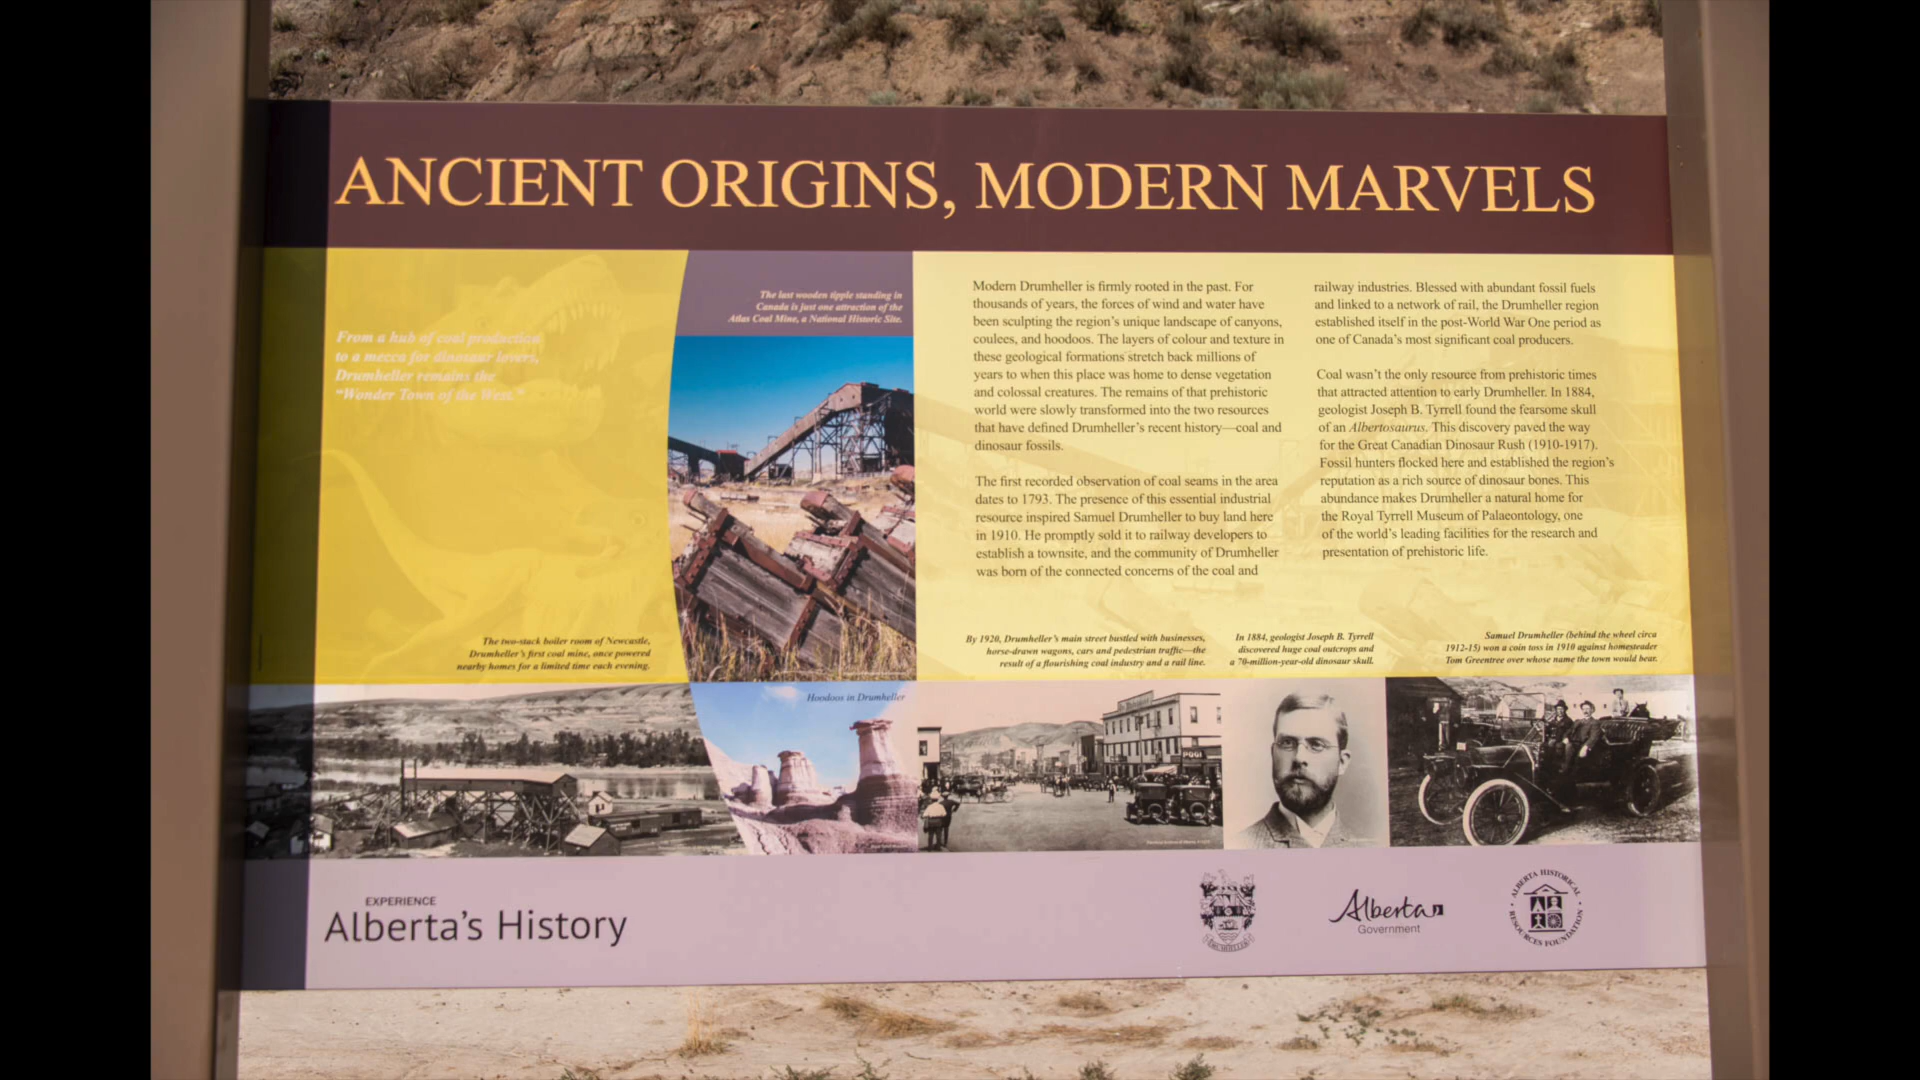 ANCIENT ORIGINS, MODERN MARVELS
From a hub of coal production
to a mecca for dinosaur lovers,
Drumheller remains the
"Wonder Town of the West."
The last wooden tipple standing in
Canada is just one attraction of the
Atlas Coal Mine, a National Historic Site.
Modern Drumheller is firmly rooted in the past. For
thousands of years, the forces of wind and water have
been sculpting the region's unique landscape of canyons,
coulees, and hoodoos. The layers of colour and texture in
these geological formations stretch back millions of
years to when this place was home to dense vegetation
and colossal creatures. The remains of that prehistoric
world were slowly transformed into the two resources
that have defined Drumheller's recent history—coal and
dinosaur fossils.
The first recorded observation of coal seams in the area
dates to 1793. The presence of this essential industrial
resource inspired Samuel Drumheller to buy land here
in 1910. He promptly sold it to railway developers to
establish a townsite, and the community of Drumheller
was born of the connected concerns of the coal and
railway industries. Blessed with abundant fossil fuels
and linked to a network of rail, the Drumheller region
established itself in the post-World War One period as
one of Canada's most significant coal producers.
Coal wasn't the only resource from prehistoric times
that attracted attention to early Drumheller. In 1884,
geologist Joseph B. Tyrrell found the fearsome skull
of an Albertosaurus. This discovery paved the way
for the Great Canadian Dinosaur Rush (1910-1917).
Fossil hunters flocked here and established the region's
reputation as a rich source of dinosaur bones. This
abundance makes Drumheller a natural home for
the Royal Tyrrell Museum of Palaeontology, one
of the world's leading facilities for the research and
presentation of prehistoric life.
The two-stack boiler room of Newcastle,
Drumheller's first coal mine, once powered
nearby homes for a limited time each evening.
Hoodoos in Drumheller
By 1920, Drumheller's main street bustled with businesses,
horse-drawn wagons, cars and pedestrian traffic—the
result of a flourishing coal industry and a rail line.
In 1884, geologist Joseph B. Tyrrell
discovered huge coal outcrops and
a 70-million-year-old dinosaur skull.
Samuel Drumheller (behind the wheel circa
1912-15) won a coin toss in 1910 against homesteader
Tom Greentree over whose name the town would bear.
EXPERIENCE
Alberta's History
DRUMHELLER
Alberta
Government
ALBERTA HISTORICAL
RESOURCES FOUNDATION